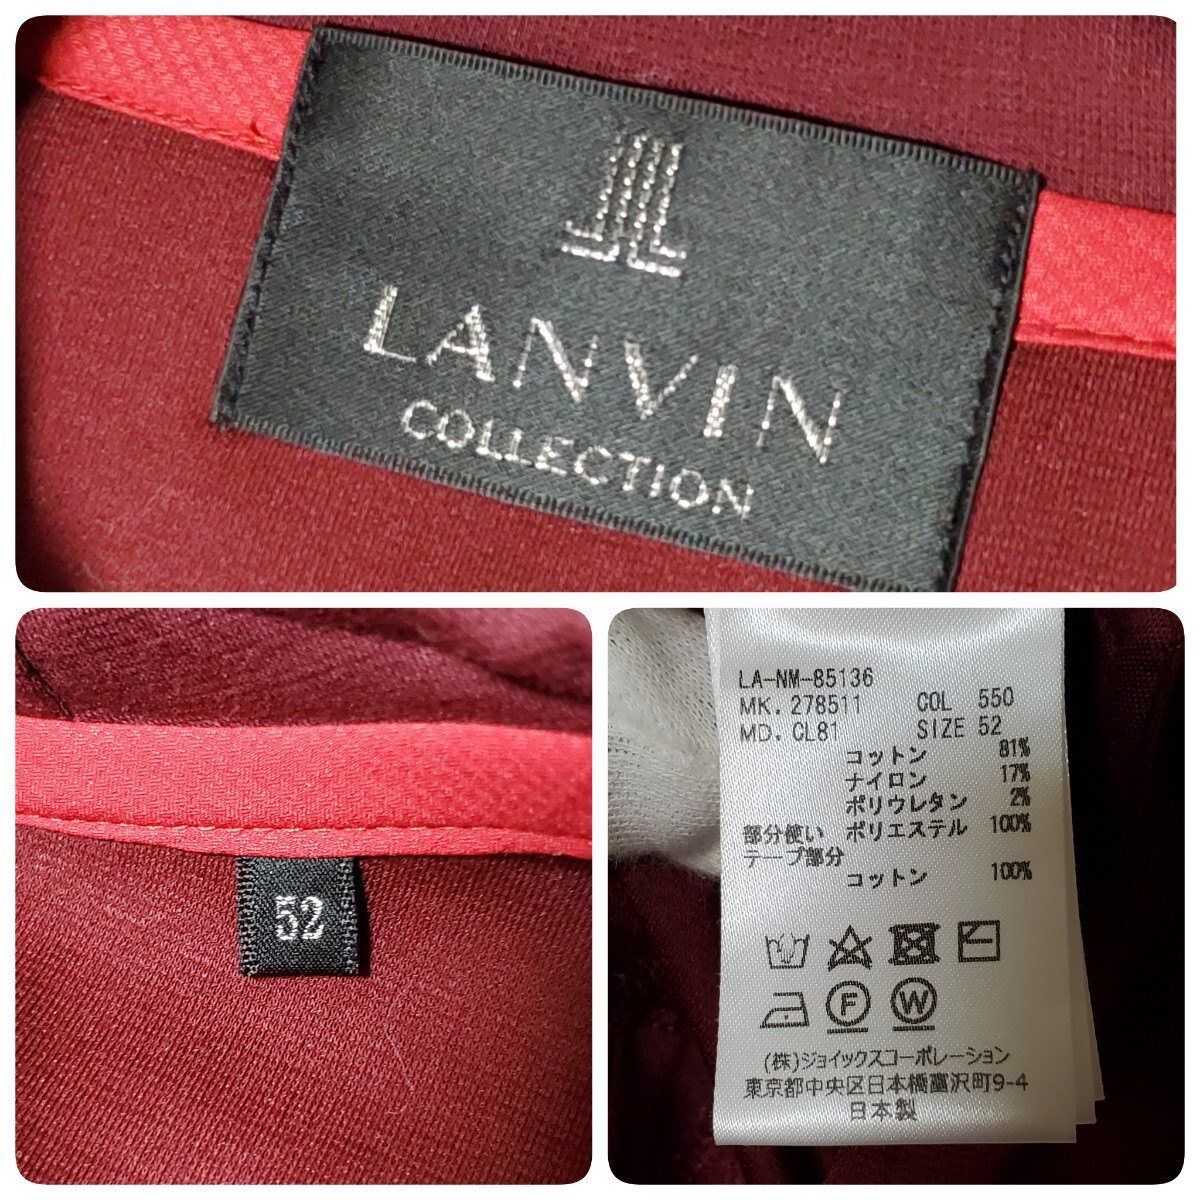 LANVIN
COLLECTION
52
LA-NM-85136
MK. 278511 COL 550
MD. CL81 SIZE 52
コットン 81%
ナイロン 17%
ポリウレタン 2%
部分使い ポリエステル 100%
テープ部分
コットン 100%
F W
(株)ジョイックスコーポレーション
東京都中央区日本橋富沢町9-4
日本製